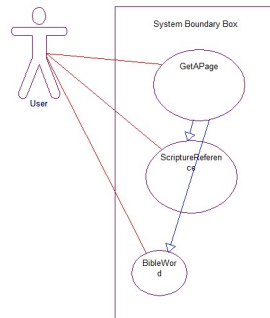 System Boundary Box
GetAPage
User
ScriptureReferen
ce
BibleWor
d